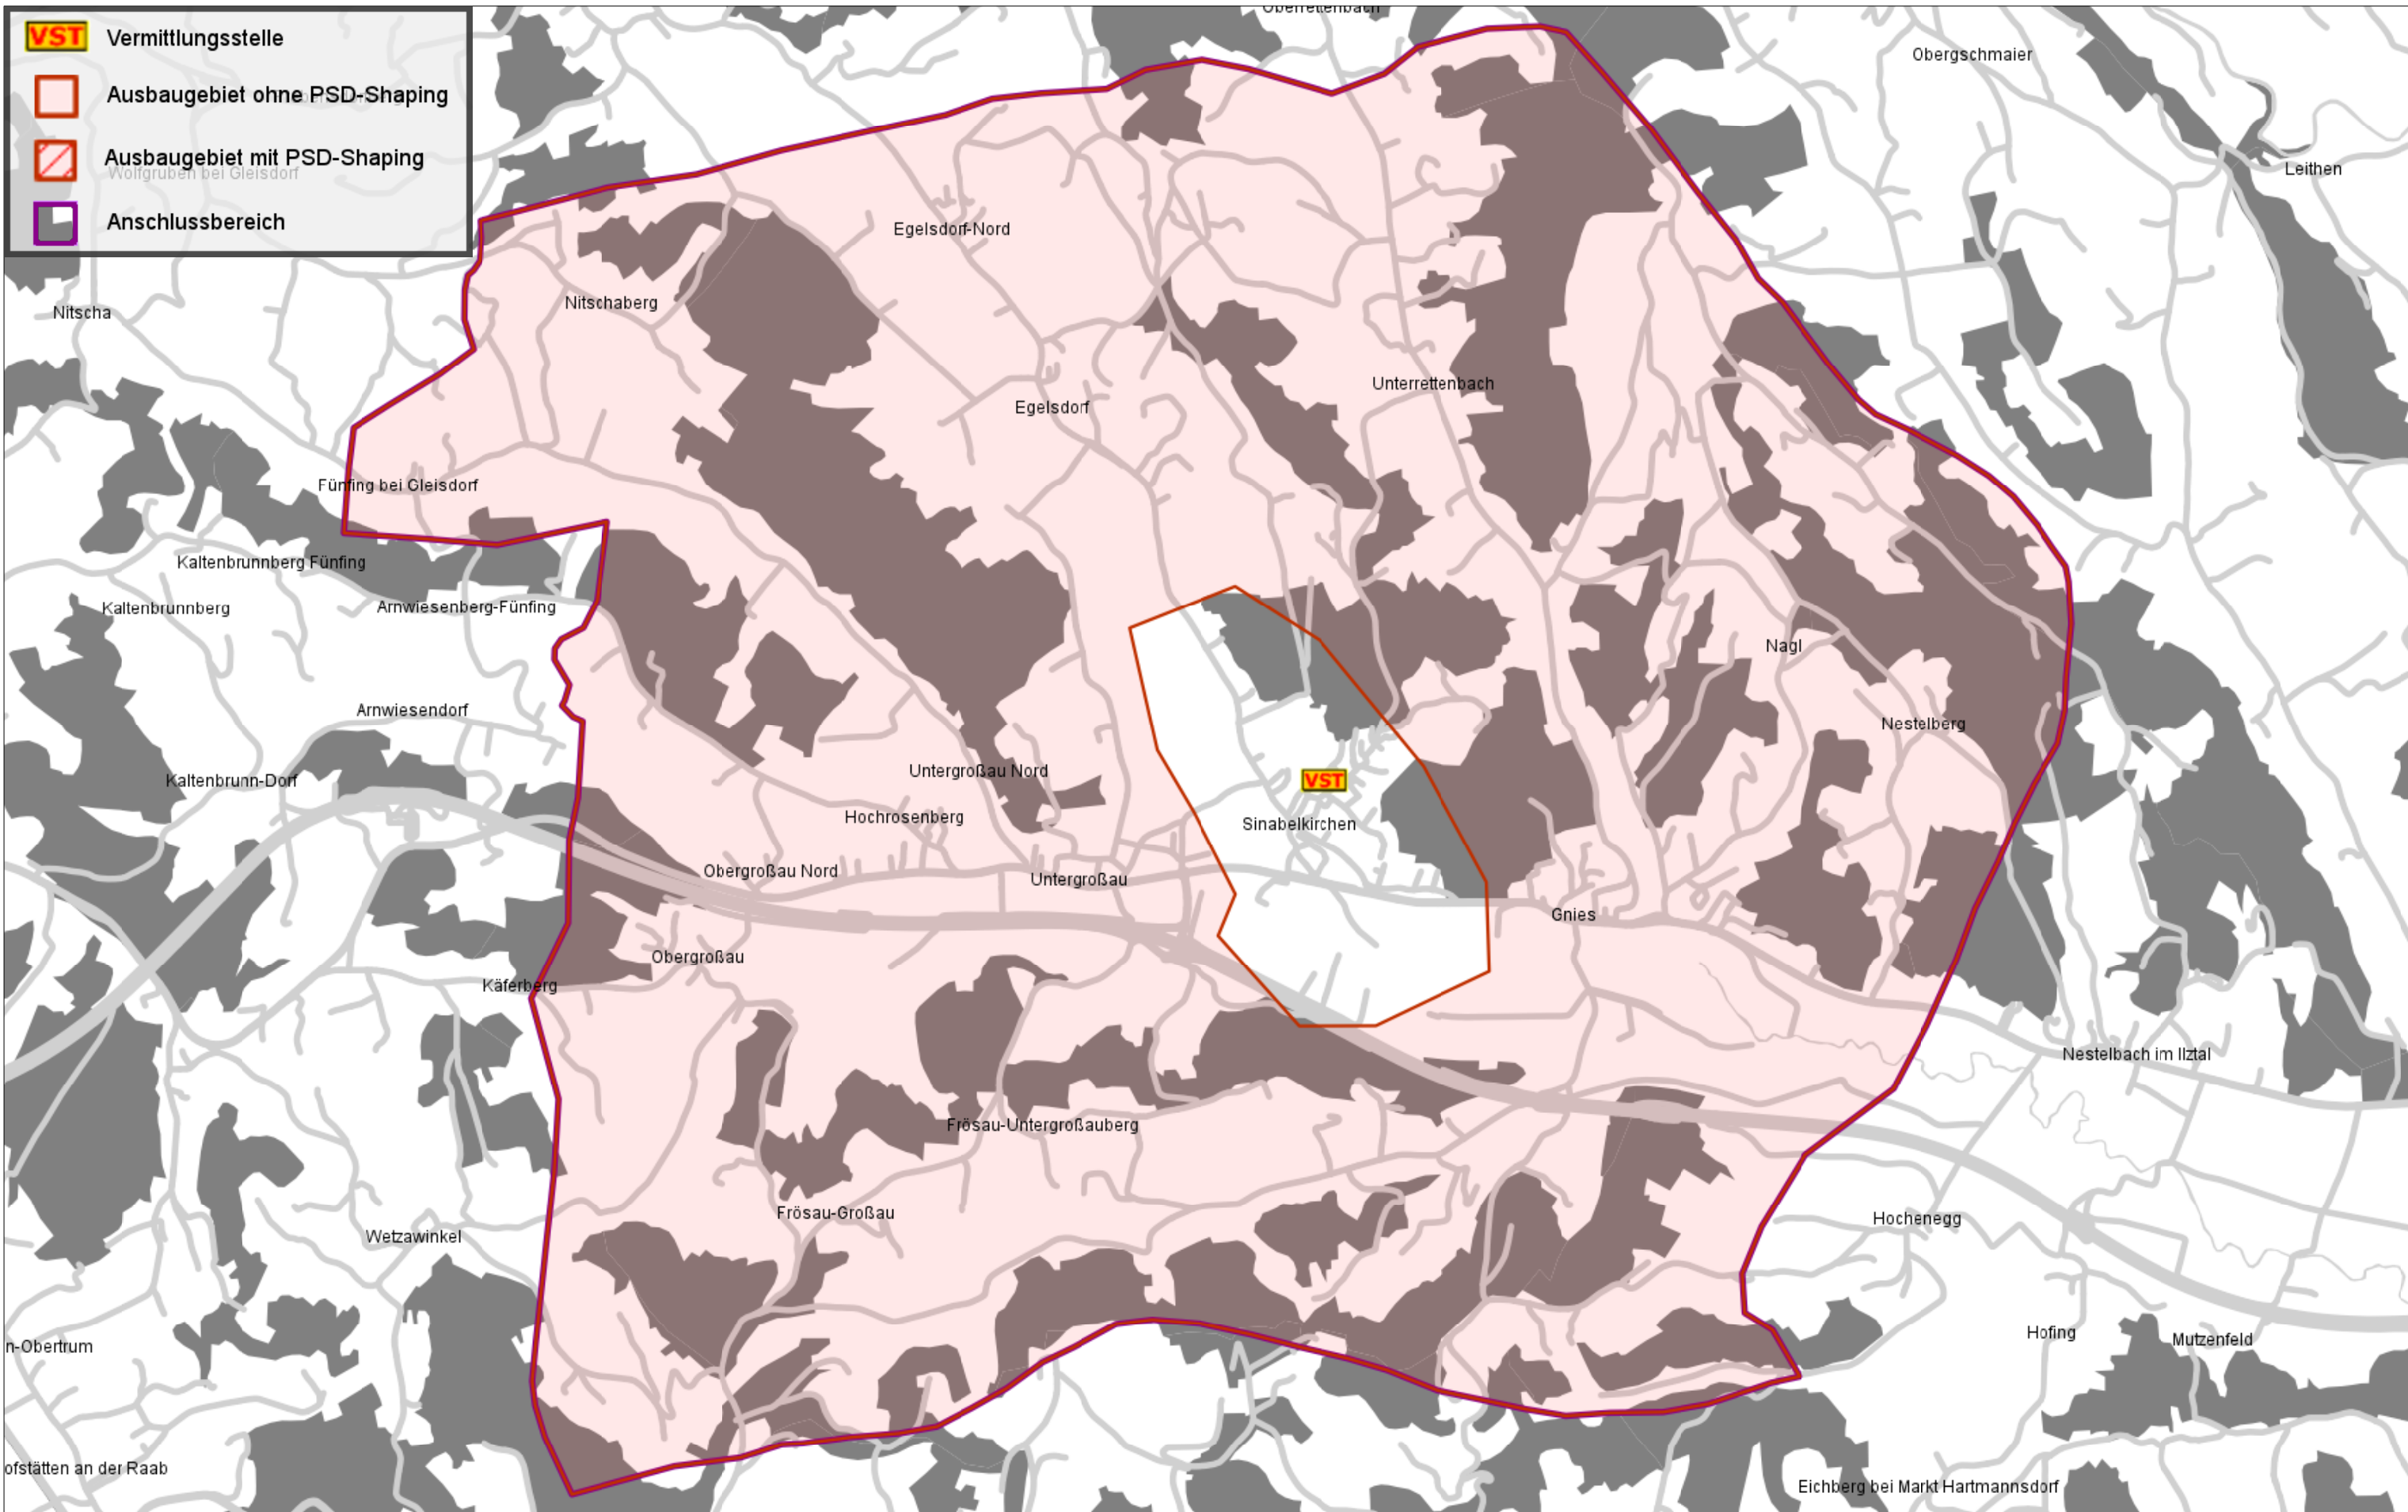 VST Vermittlungsstelle
Ausbaugebiet ohne PSD-Shaping
Ausbaugebiet mit PSD-Shaping
Wolfgruben bei Gleisdorf
Anschlussbereich
Oberrettenbach
Obergschmaier
Leithen
Egelsdorf-Nord
Nitschaberg
Nitscha
Unterrettenbach
Egelsdorf
Fünfing bei Gleisdorf
Kaltenbrunnberg Fünfing
Kaltenbrunnberg
Arnwiesenberg-Fünfing
Nagl
Arnwiesendorf
Nestelberg
Untergroßau Nord
Kaltenbrunn-Dorf
VST
Hochrosenberg
Sinabelkirchen
Obergroßau Nord
Untergroßau
Gnies
Obergroßau
Käferberg
Nestelbach im Ilztal
Frösau-Untergroßauberg
Frösau-Großau
Hochenegg
Wetzawinkel
Hofing
Mutzenfeld
n-Obertrum
ofstätten an der Raab
Eichberg bei Markt Hartmannsdorf